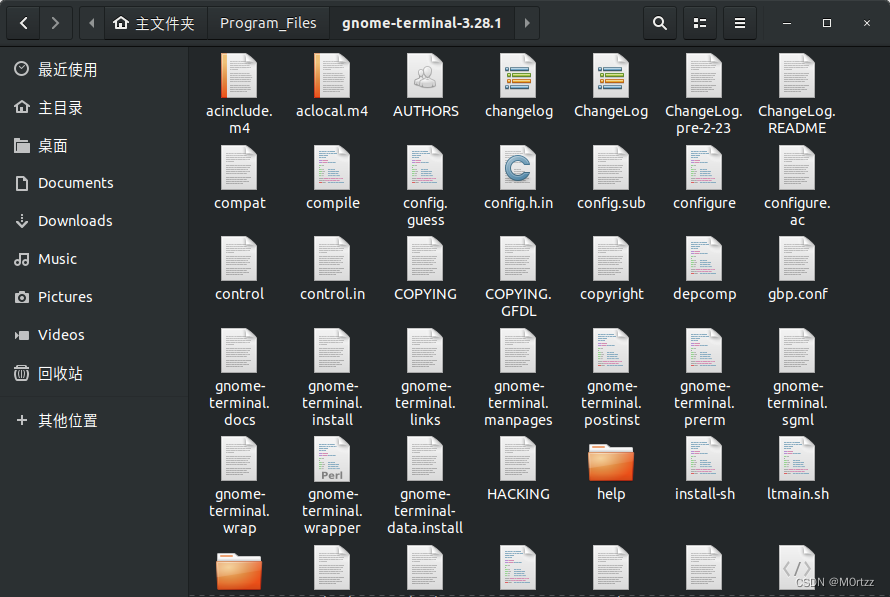 主文件夹 Program_Files gnome-terminal-3.28.1
最近使用
主目录
桌面
Documents
Downloads
Music
Pictures
Videos
回收站
其他位置
acinclude. aclocal.m4 AUTHORS changelog ChangeLog ChangeLog. ChangeLog.
m4 pre-2-23 README
compat compile config. config.h.in config.sub configure configure.
guess ac
control control.in COPYING COPYING. copyright depcomp gbp.conf
GFDL
gnome- gnome- gnome- gnome- gnome- gnome- gnome-
terminal. terminal. terminal. terminal. terminal. terminal. terminal.
docs install links manpages postinst prerm sgml
Perl
gnome- gnome- gnome- HACKING help install-sh ltmain.sh
terminal. terminal. terminal-
wrap wrapper data.install
CSDN @M0rtzz